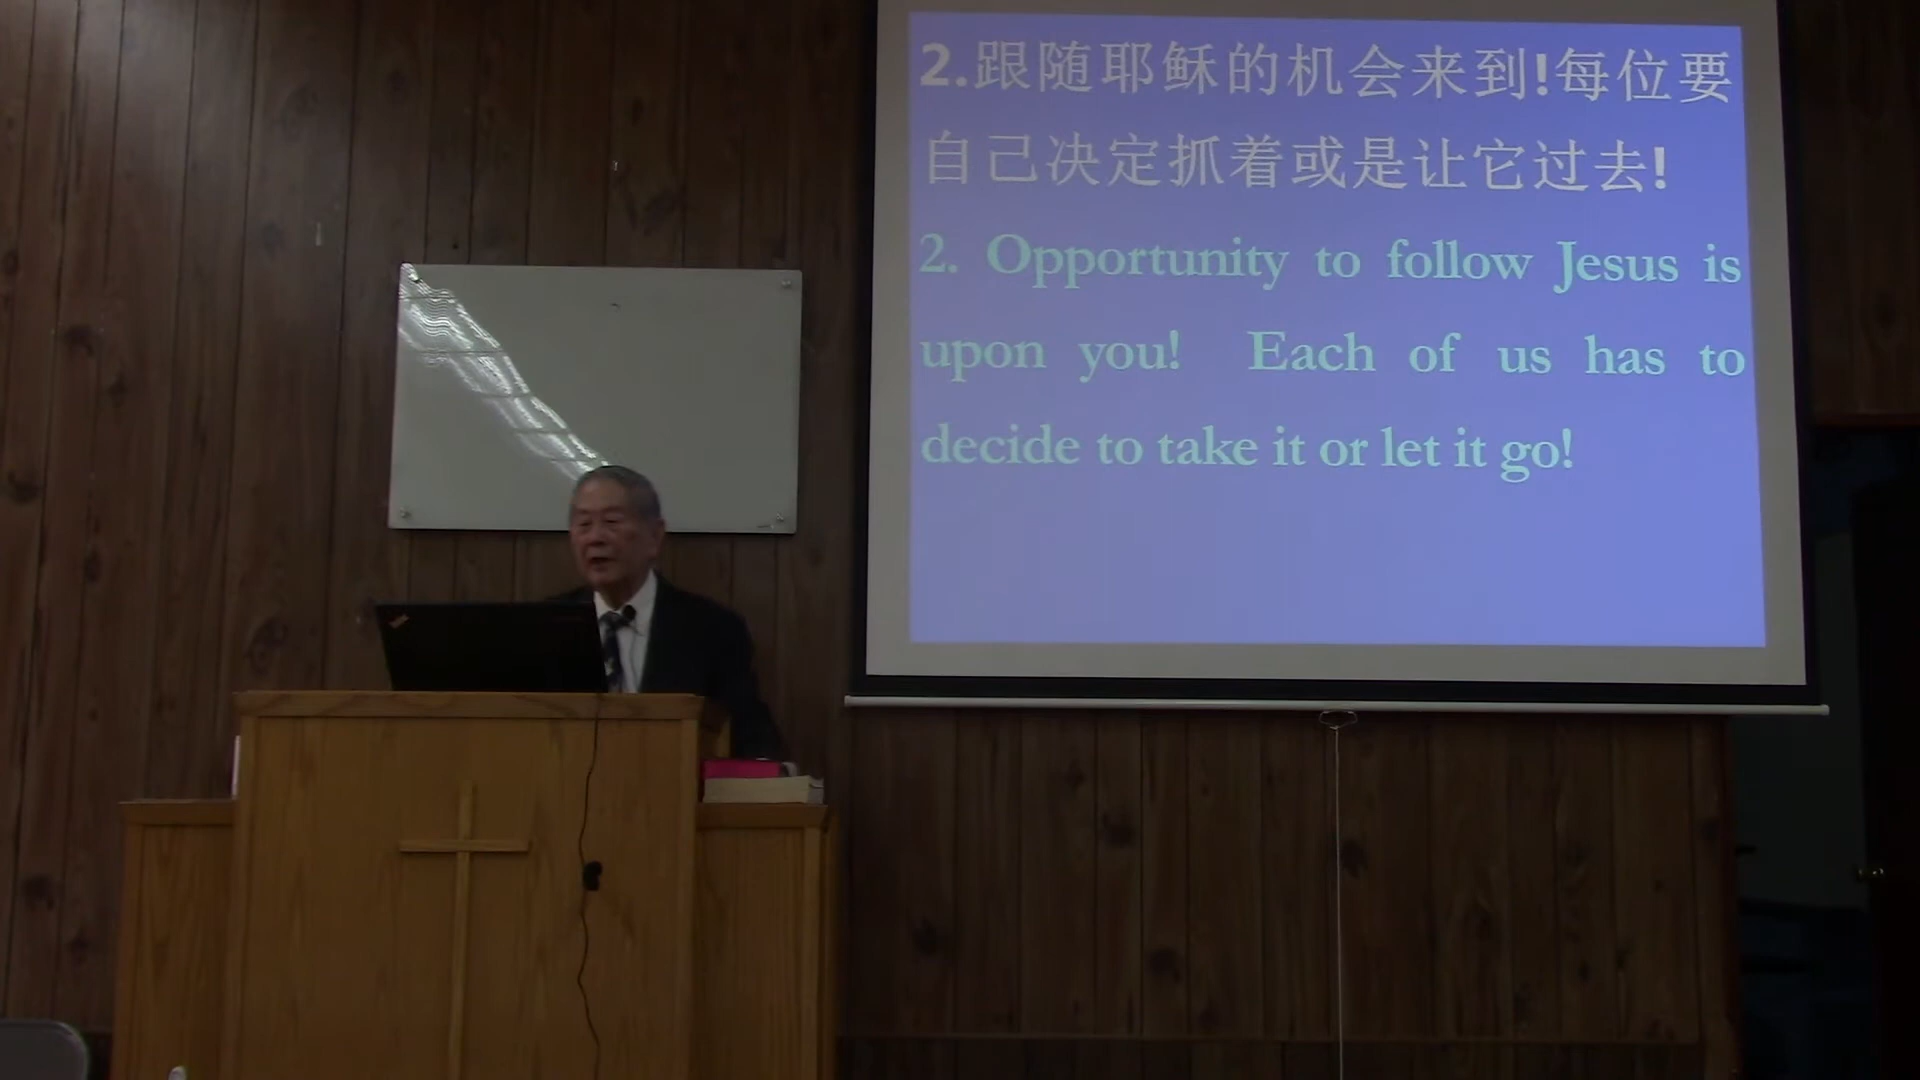 2.跟随耶稣的机会来到!每位要
自己决定抓着或是让它过去!
2. Opportunity to follow Jesus is
upon you! Each of us has to
decide to take it or let it go!